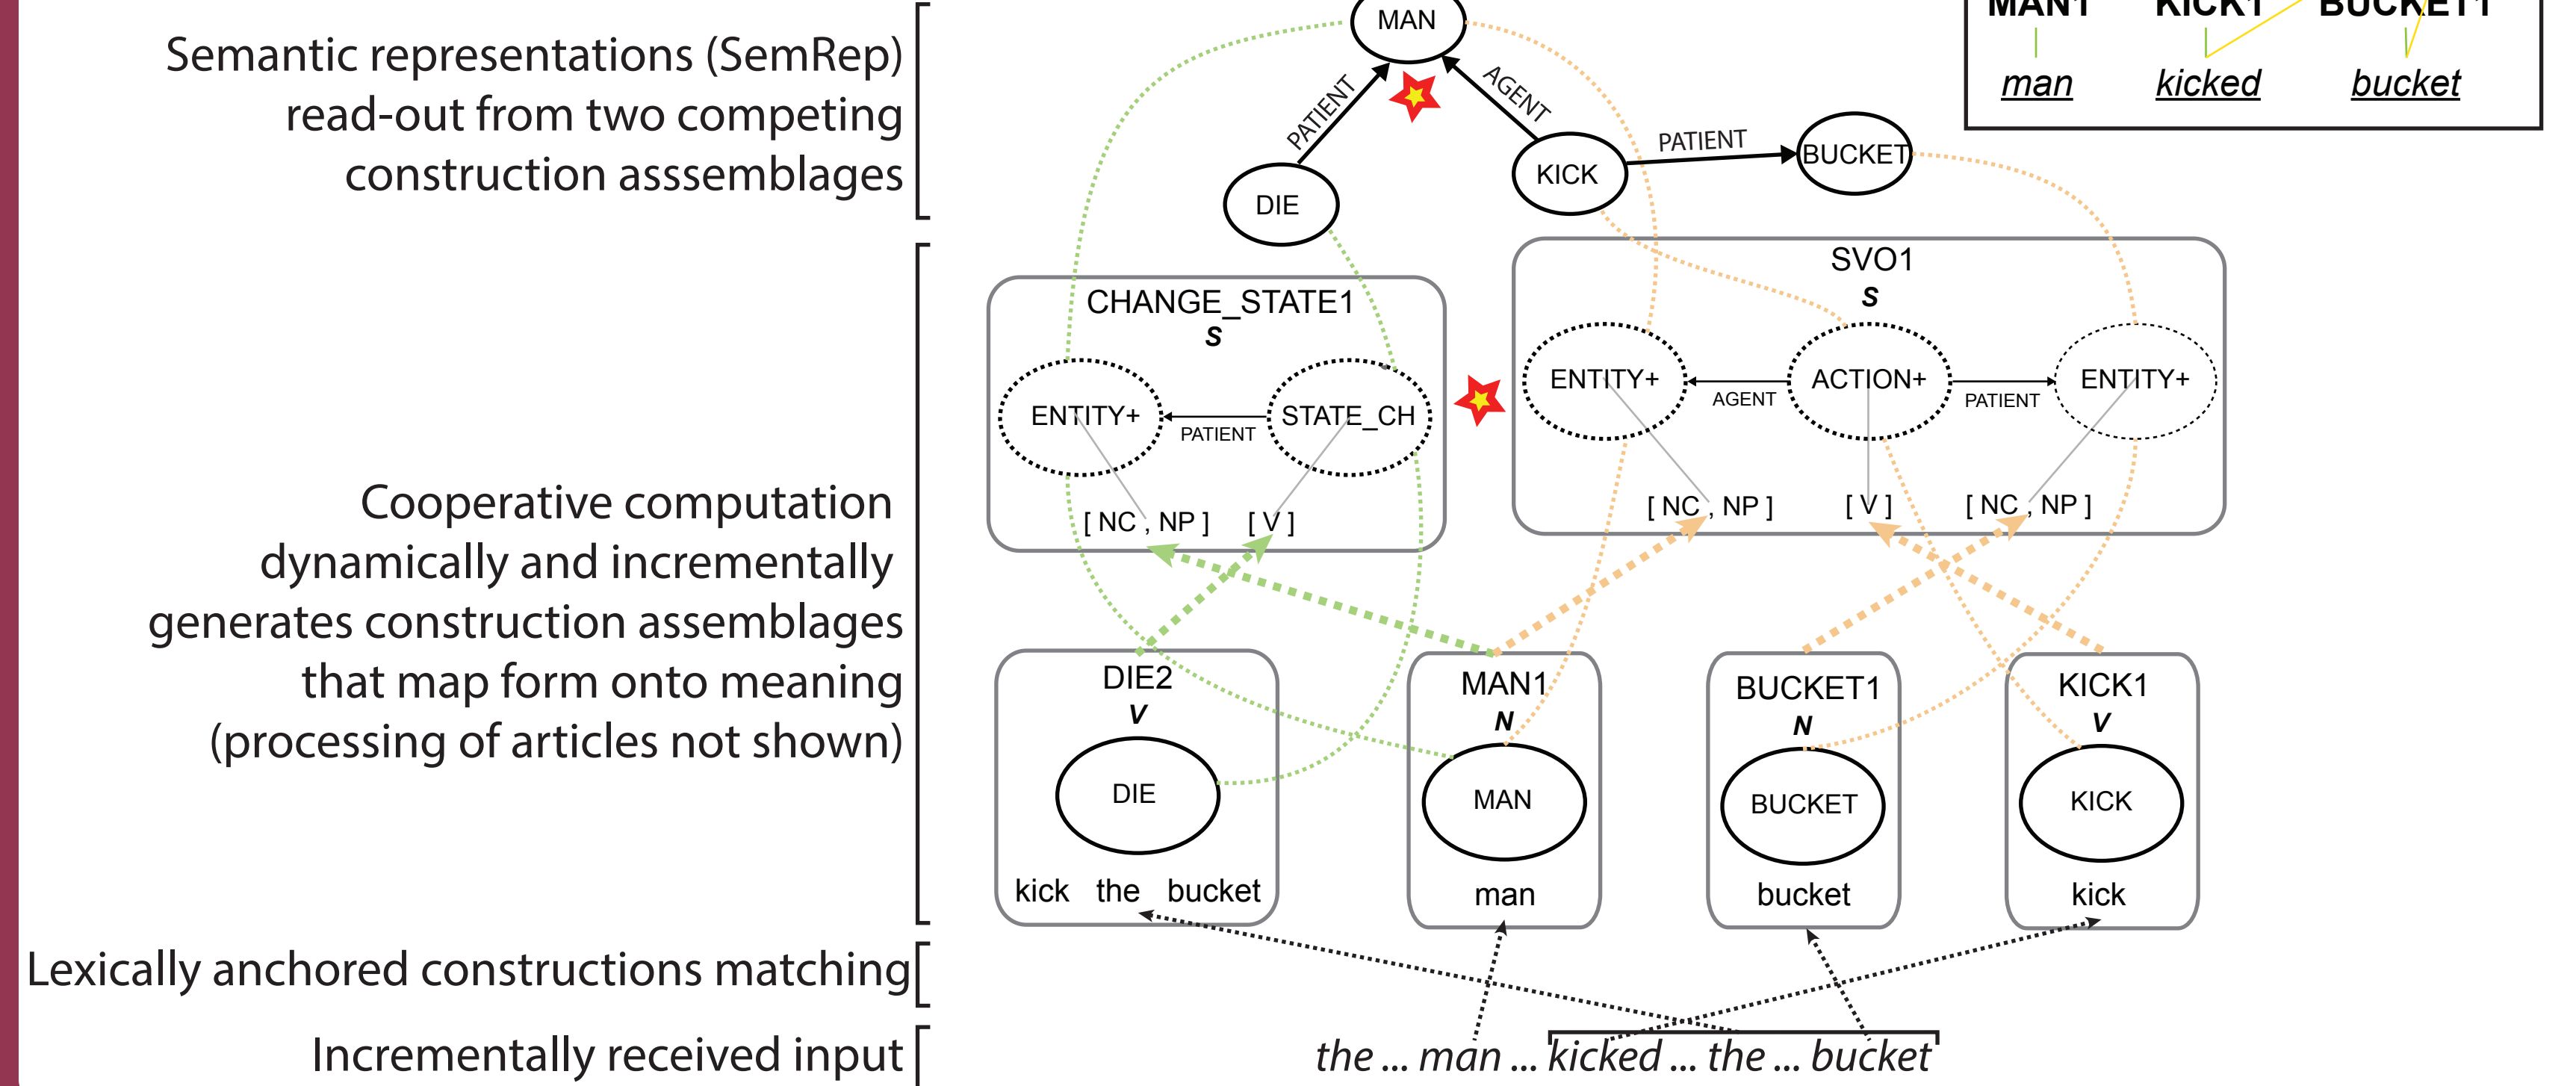 Semantic representations (SemRep)
read-out from two competing
construction asssemblages
Cooperative computation
dynamically and incrementally
generates construction assemblages
that map form onto meaning
(processing of articles not shown)
Lexically anchored constructions matching
Incrementally received input
MAN
PATIENT
AGENT
PATIENT
DIE
KICK
BUCKET
MAN1 KICK1 BUCKET1
man kicked bucket
CHANGE_STATE1
S
ENTITY+
PATIENT
STATE_CH
[ NC , NP ] [ V ]
SVO1
S
ENTITY+
AGENT
ACTION+
PATIENT
ENTITY+
[ NC , NP ] [ V ] [ NC , NP ]
DIE2
V
DIE
kick the bucket
MAN1
N
MAN
man
BUCKET1
N
BUCKET
bucket
KICK1
V
KICK
kick
the ... man ... kicked ... the ... bucket